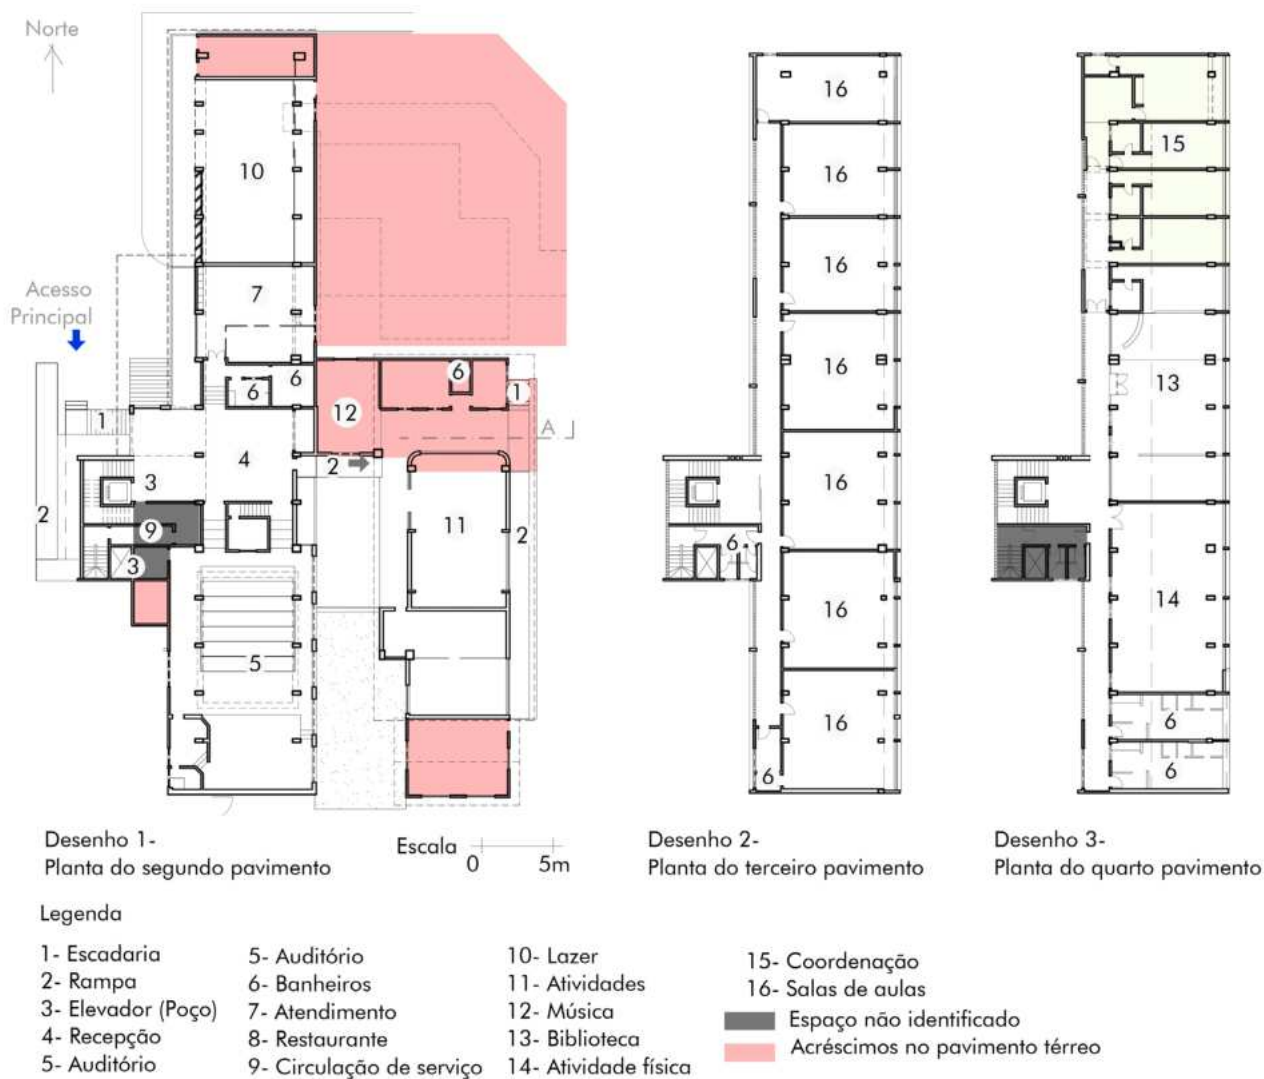 Norte
10
7
Acesso
Principal
6
6
6
1
12
1
A
4
2
3
2
9
11
2
3
5
16
16
16
16
16
6
16
16
6
15
13
14
6
6
Desenho 1-
Planta do segundo pavimento
Escala
0 5m
Desenho 2-
Planta do terceiro pavimento
Desenho 3-
Planta do quarto pavimento
Legenda
1- Escadaria
2- Rampa
3- Elevador (Poço)
4- Recepção
5- Auditório
5- Auditório
6- Banheiros
7- Atendimento
8- Restaurante
9- Circulação de serviço
10- Lazer
11- Atividades
12- Música
13- Biblioteca
14- Atividade física
15- Coordenação
16- Salas de aulas
Espaço não identificado
Acréscimos no pavimento térreo